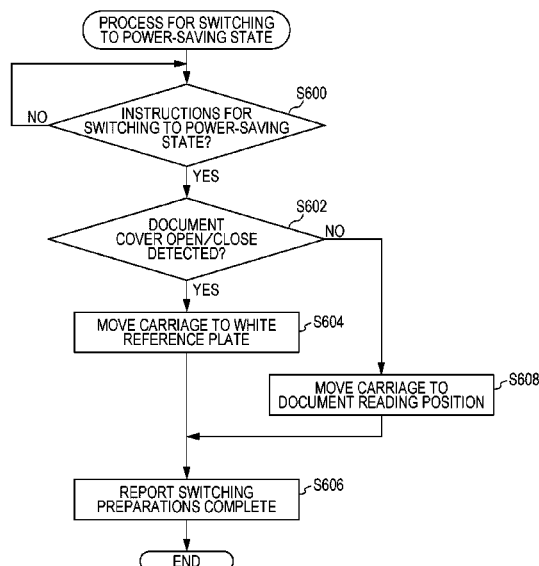 PROCESS FOR SWITCHING
TO POWER-SAVING STATE
S600
NO
INSTRUCTIONS FOR
SWITCHING TO POWER-SAVING
STATE?
YES
S602
DOCUMENT
COVER OPEN/CLOSE
DETECTED?
NO
YES
S604
MOVE CARRIAGE TO WHITE
REFERENCE PLATE
S608
MOVE CARRIAGE TO
DOCUMENT READING POSITION
S606
REPORT SWITCHING
PREPARATIONS COMPLETE
END